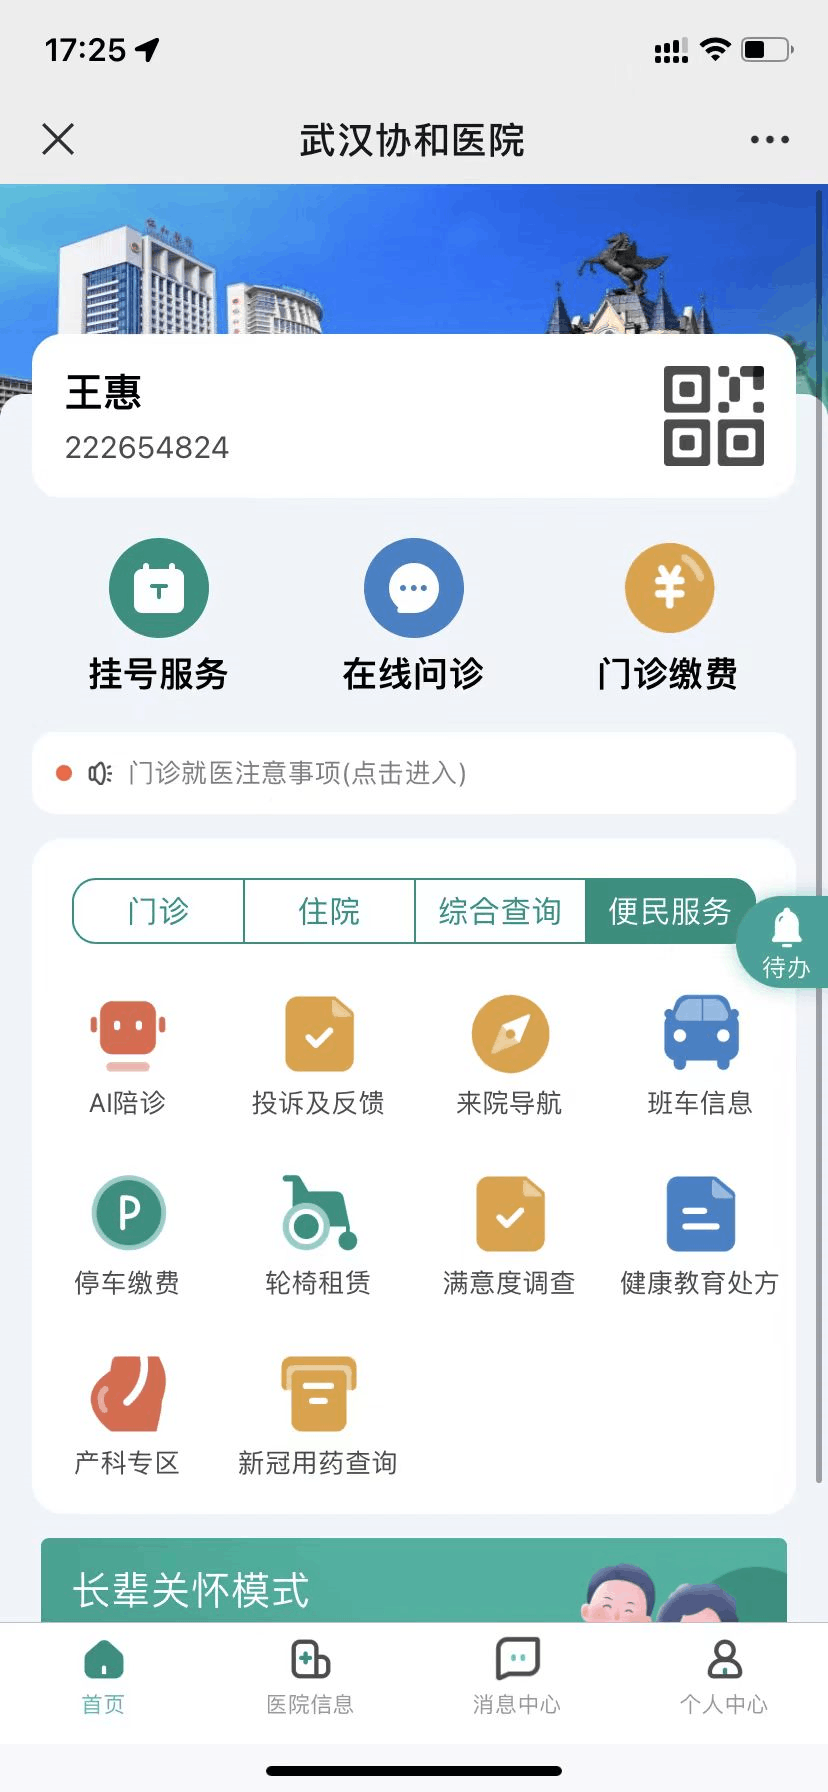 17:25
武汉协和医院
王惠
222654824
挂号服务 在线问诊 门诊缴费
门诊就医注意事项(点击进入)
门诊 住院 综合查询 便民服务
待办
AI陪诊 投诉及反馈 来院导航 班车信息
P
停车缴费 轮椅租赁 满意度调查 健康教育处方
产科专区 新冠用药查询
长辈关怀模式
首页 医院信息 消息中心 个人中心